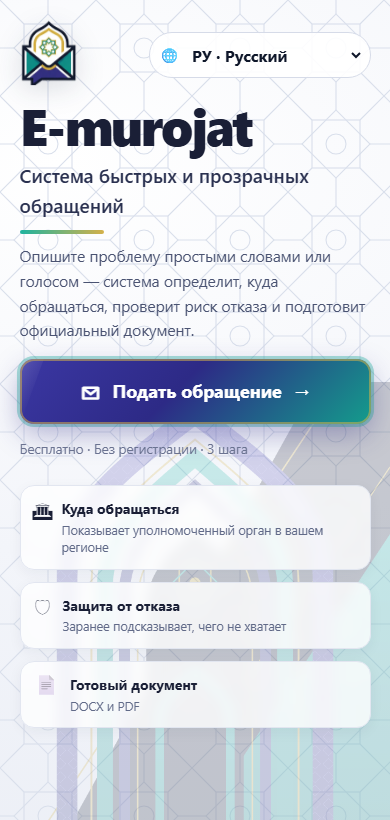 РУ · Русский
E-murojat
Система быстрых и прозрачных
обращений
Опишите проблему простыми словами или
голосом — система определит, куда
обращаться, проверит риск отказа и подготовит
официальный документ.
Подать обращение →
Бесплатно · Без регистрации · 3 шага
Куда обращаться
Показывает уполномоченный орган в вашем
регионе
Защита от отказа
Заранее подсказывает, чего не хватает
Готовый документ
DOCX и PDF